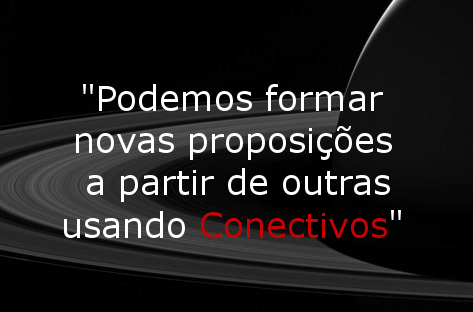 "Podemos formar
novas proposições
a partir de outras
usando Conectivos"